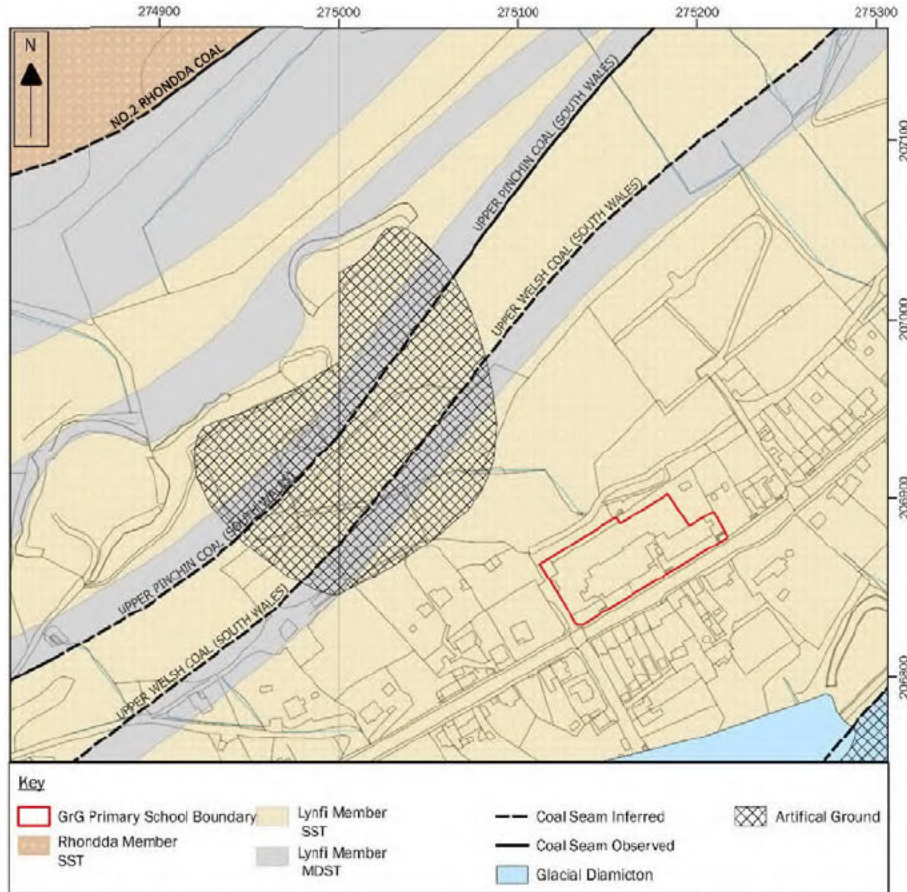 274900
275000
275100
275200
275300
N
NO.2 RHONDDA COAL
UPPER PINCHIN COAL (SOUTH WALES)
207100
UPPER WELSH COAL (SOUTH WALES)
207000
206900
UPPER PINCHIN COAL (SOUTH WALES)
UPPER WELSH COAL (SOUTH WALES)
206800
Key
GrG Primary School Boundary
Rhondda Member
SST
Lynfi Member
SST
Lynfi Member
MDST
Coal Seam Inferred
Coal Seam Observed
Glacial Diamicton
Artifical Ground